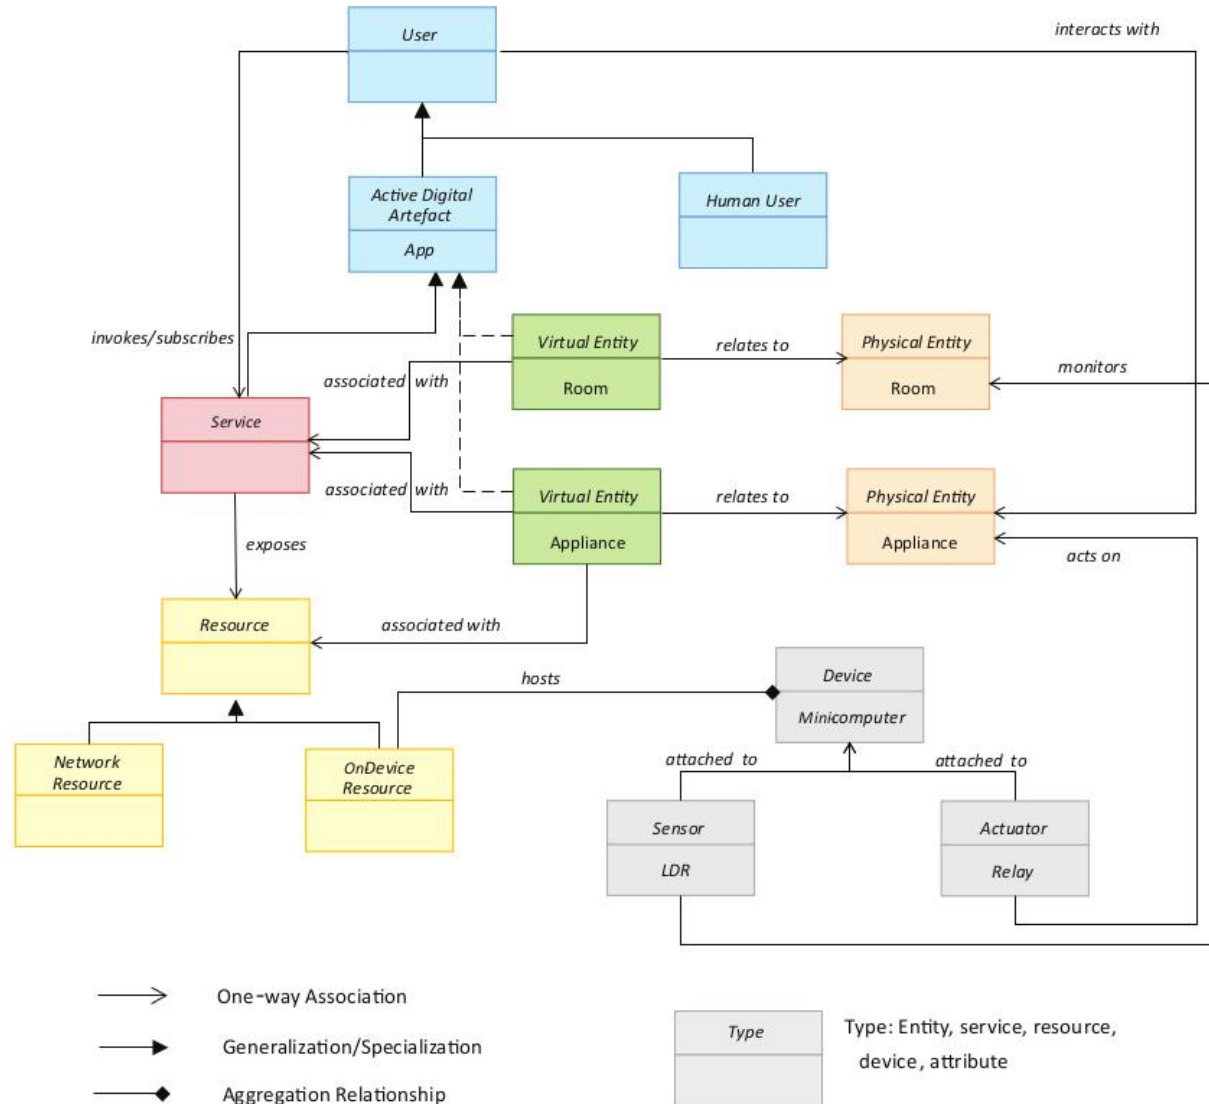 User
interacts with
Active Digital
Artefact
App
Human User
invokes/subscribes
associated with
Virtual Entity
Room
relates to
Physical Entity
Room
monitors
Service
associated with
Virtual Entity
Appliance
relates to
Physical Entity
Appliance
acts on
exposes
Resource
associated with
hosts
Device
Minicomputer
Network
Resource
OnDevice
Resource
attached to
attached to
Sensor
LDR
Actuator
Relay
One-way Association
Generalization/Specialization
Aggregation Relationship
Type
Type: Entity, service, resource,
device, attribute